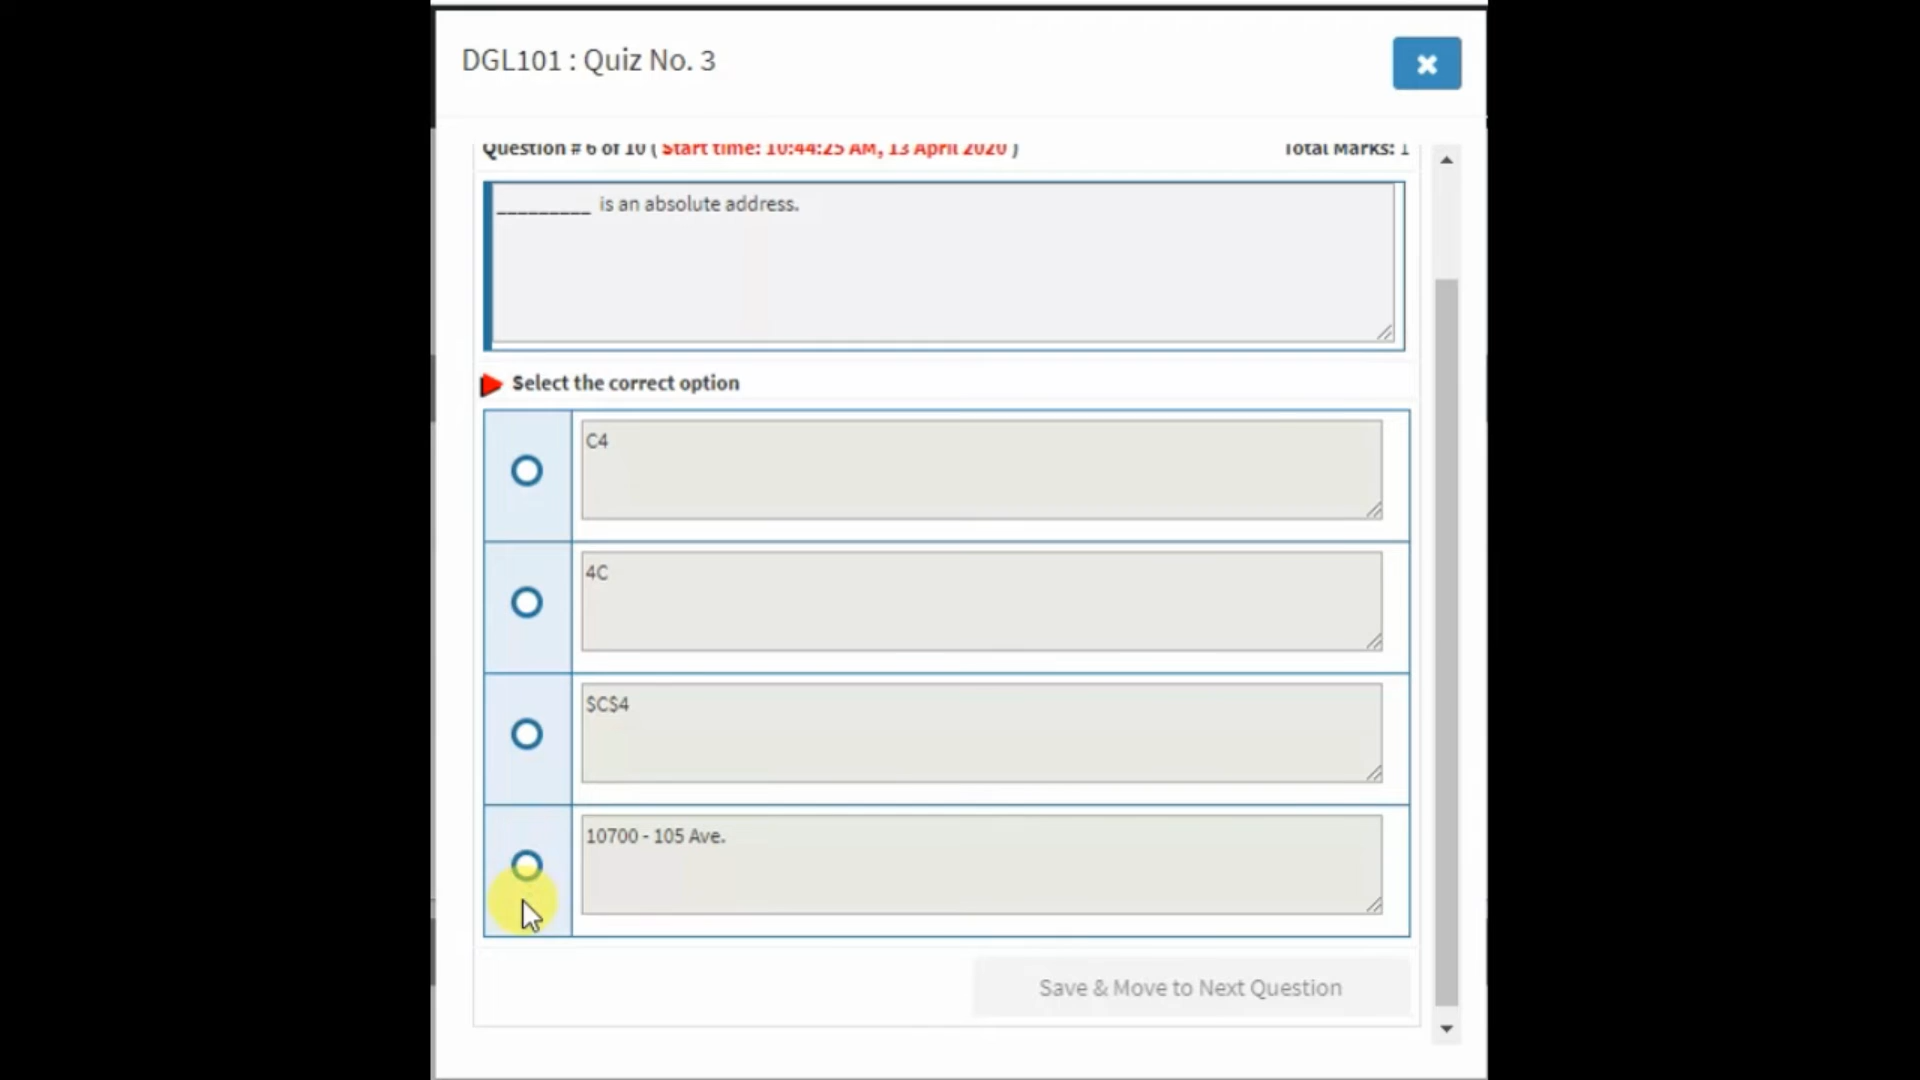 DGL101 : Quiz No. 3
Question # 6 of 10 ( Start time: 10:44:25 AM, 13 April 2020 ) Total Marks: 1
_________ is an absolute address.
Select the correct option
C4
4C
$C$4
10700 - 105 Ave.
Save & Move to Next Question